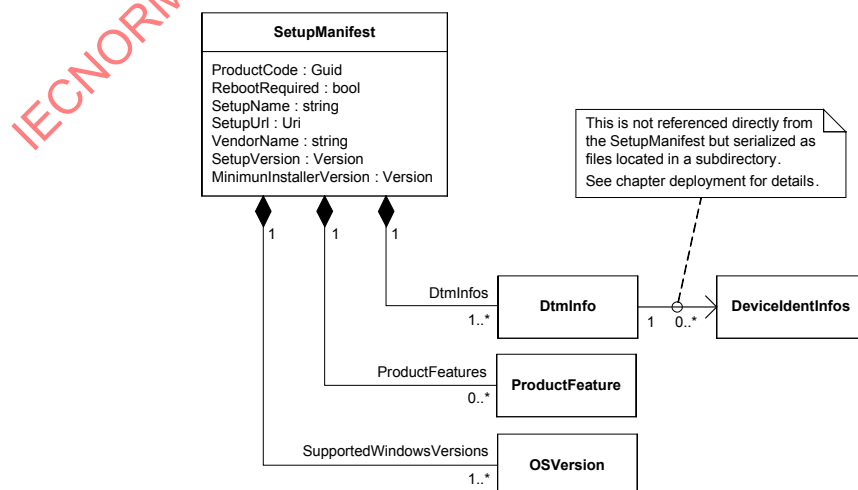 IECNORM
SetupManifest
ProductCode : Guid
RebootRequired : bool
SetupName : string
SetupUrl : Uri
VendorName : string
SetupVersion : Version
MinimunInstallerVersion : Version
This is not referenced directly from
the SetupManifest but serialized as
files located in a subdirectory.
See chapter deployment for details.
1
1
1
DtmInfos
1..*
DtmInfo
1
0..*
DeviceIdentInfos
ProductFeatures
0..*
ProductFeature
SupportedWindowsVersions
1..*
OSVersion